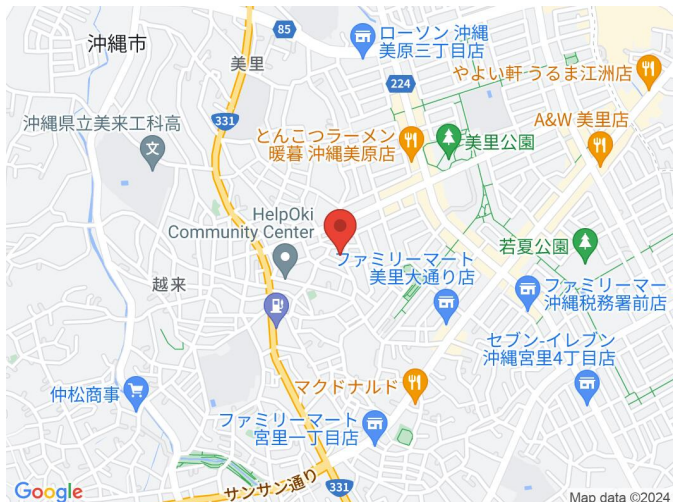 85
ローソン 沖縄
美原三丁目店
沖縄市
美里
224
やよい軒 うるま江洲店
331
沖縄県立美来工科高
文
とんこつラーメン
暖暮 沖縄美原店
美里公園
A&W 美里店
HelpOki
Community Center
ファミリーマート
美里大通り店
若夏公園
越来
ファミリーマー
沖縄税務署前店
セブン-イレブン
沖縄宮里4丁目店
仲松商事
マクドナルド
ファミリーマート
宮里一丁目店
サンサン通り
331
Google
Map data ©2024